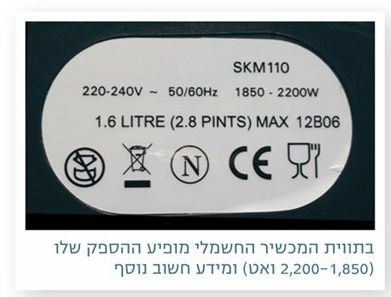 SKM110
220-240V ~ 50/60Hz 1850 - 2200W
1.6 LITRE (2.8 PINTS) MAX 12B06
N
CE
בתווית המכשיר החשמלי מופיע ההספק שלו
(2,200-1,850 ואט) ומידע חשוב נוסף